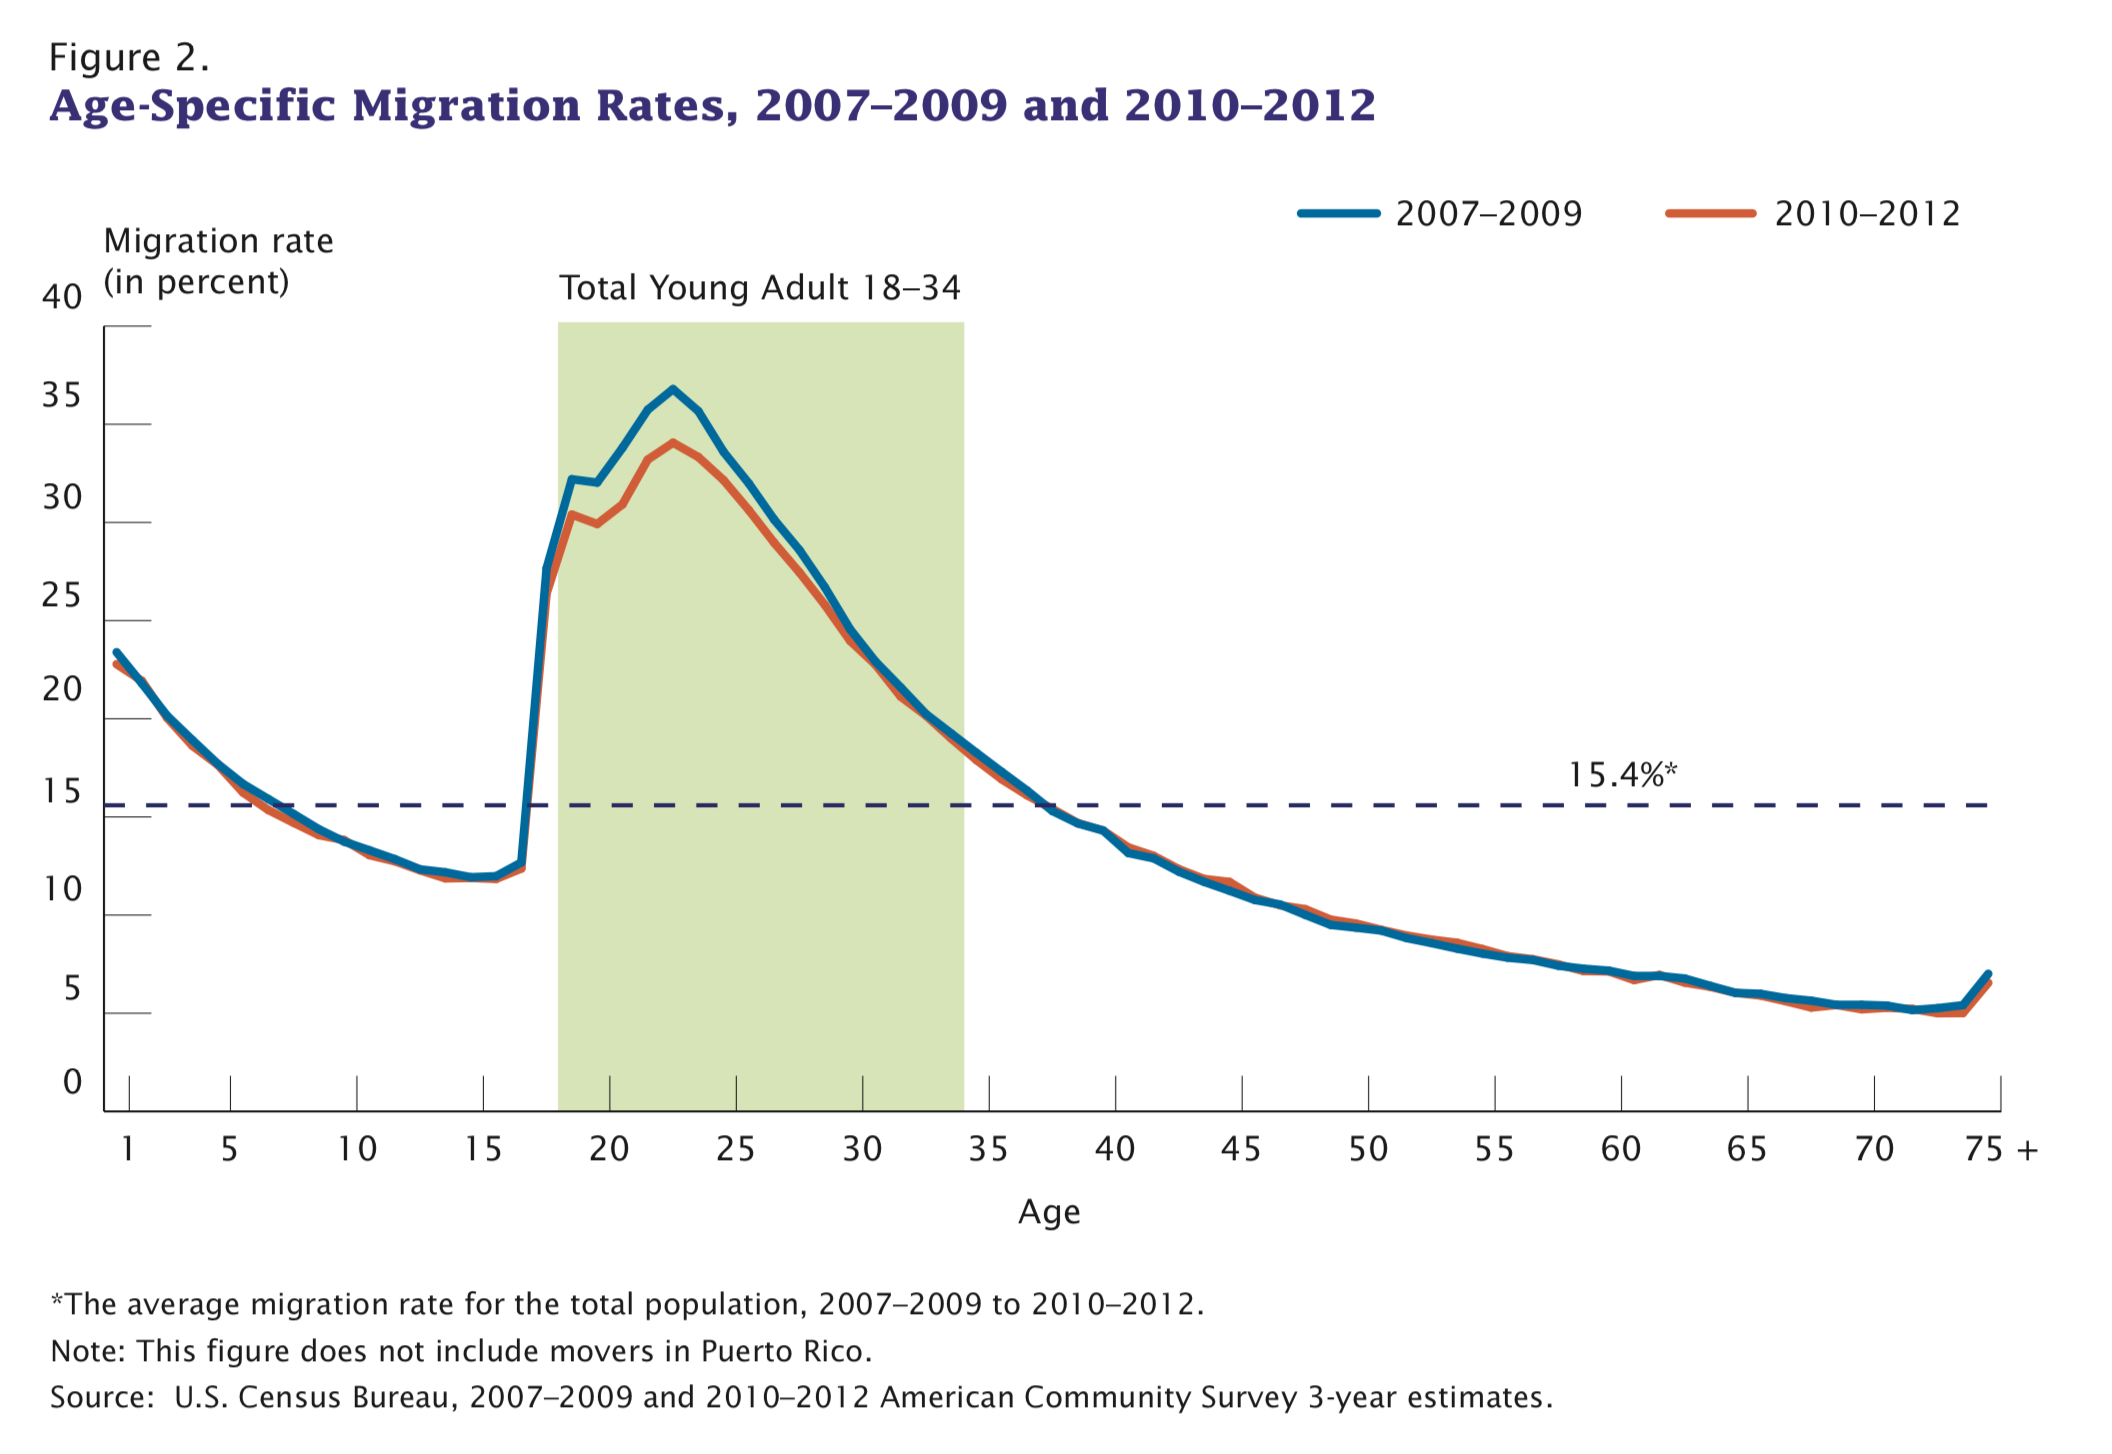 Figure 2.
Age-Specific Migration Rates, 2007–2009 and 2010–2012
2007–2009 2010–2012
Migration rate
(in percent)
Total Young Adult 18–34
40
35
30
25
20
15
10
5
0
15.4%*
1 5 10 15 20 25 30 35 40 45 50 55 60 65 70 75 +
Age
*The average migration rate for the total population, 2007–2009 to 2010–2012.
Note: This figure does not include movers in Puerto Rico.
Source: U.S. Census Bureau, 2007–2009 and 2010–2012 American Community Survey 3-year estimates.